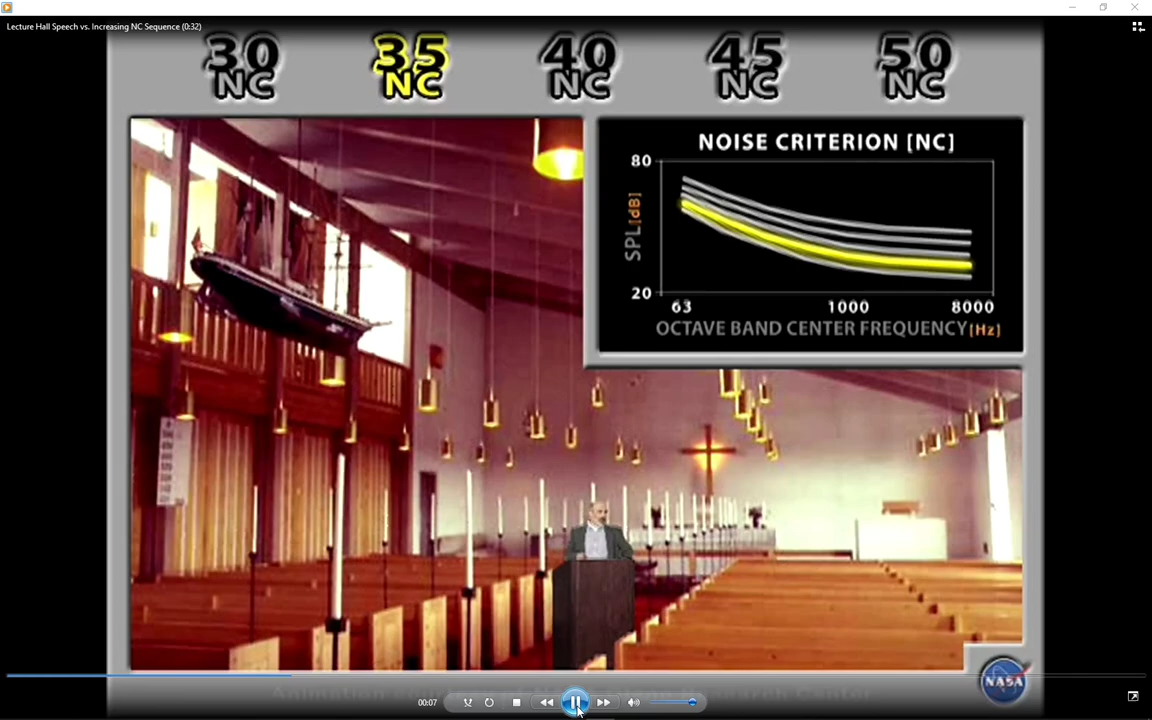 Lecture Hall Speech vs. Increasing NC Sequence (0:32)
30 35 40 45 50
NC NC NC NC NC
NOISE CRITERION [NC]
80
SPL[dB]
20
63 1000 8000
OCTAVE BAND CENTER FREQUENCY[Hz]
NASA
00:07